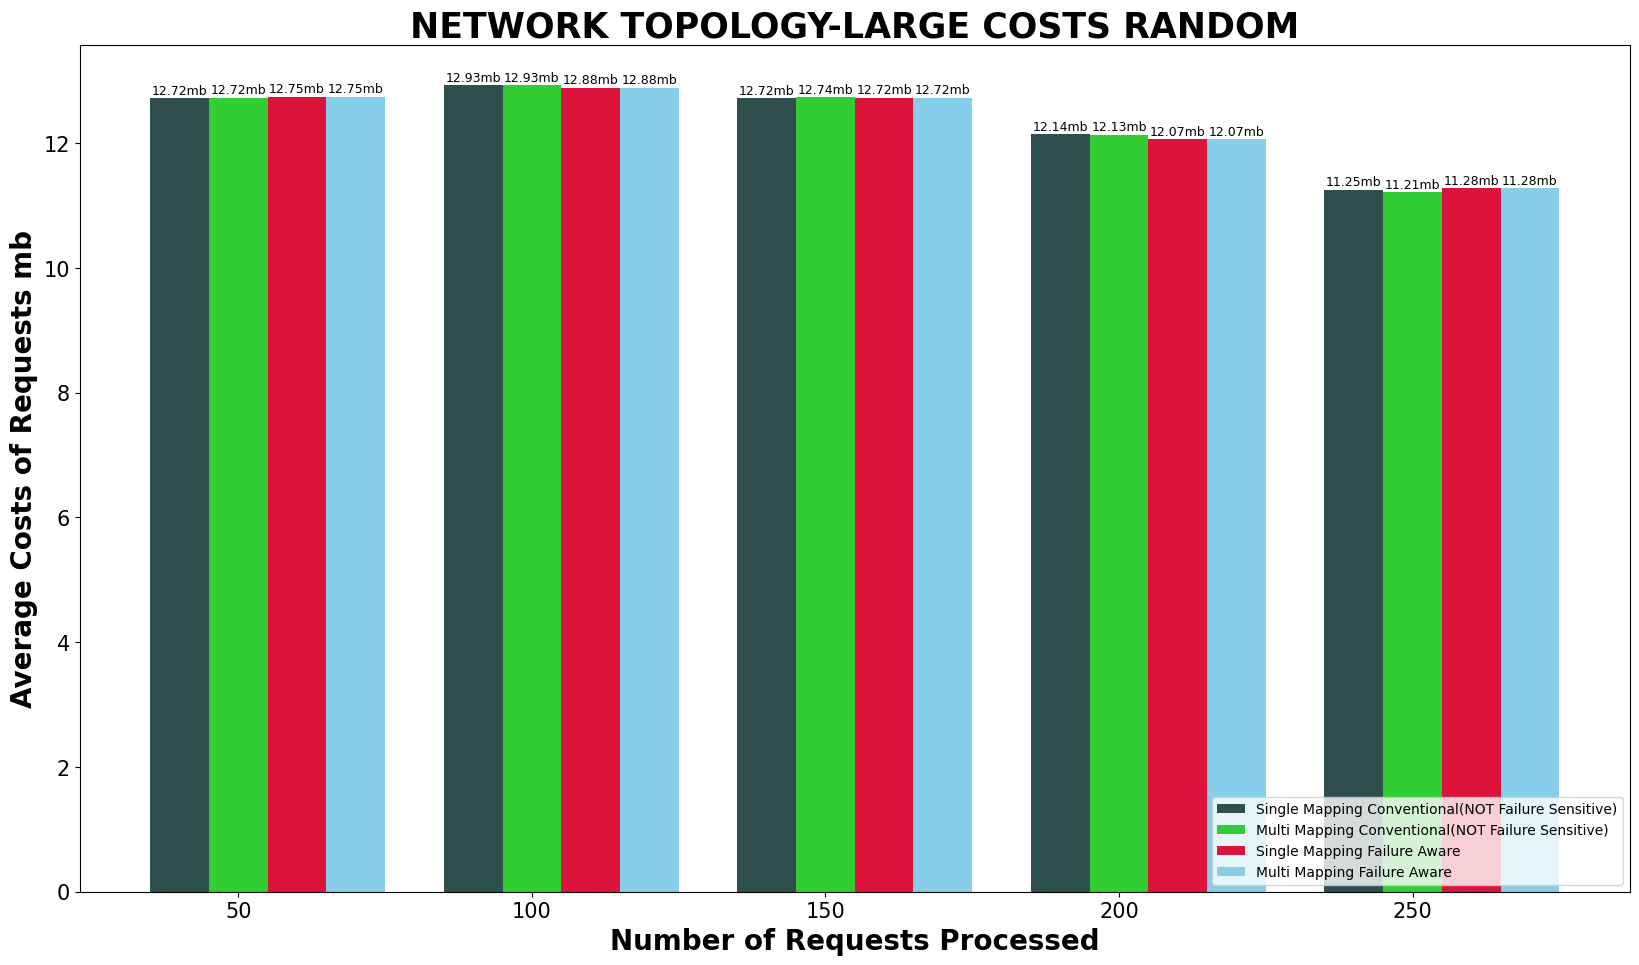 NETWORK TOPOLOGY-LARGE COSTS RANDOM
Average Costs of Requests mb
12
10
8
6
4
2
0
12.72mb 12.72mb 12.75mb 12.75mb
12.93mb 12.93mb 12.88mb 12.88mb
12.72mb 12.74mb 12.72mb 12.72mb
12.14mb 12.13mb 12.07mb 12.07mb
11.25mb 11.21mb 11.28mb 11.28mb
Single Mapping Conventional(NOT Failure Sensitive)
Multi Mapping Conventional(NOT Failure Sensitive)
Single Mapping Failure Aware
Multi Mapping Failure Aware
50 100 150 200 250
Number of Requests Processed